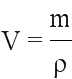 V = m/ρ